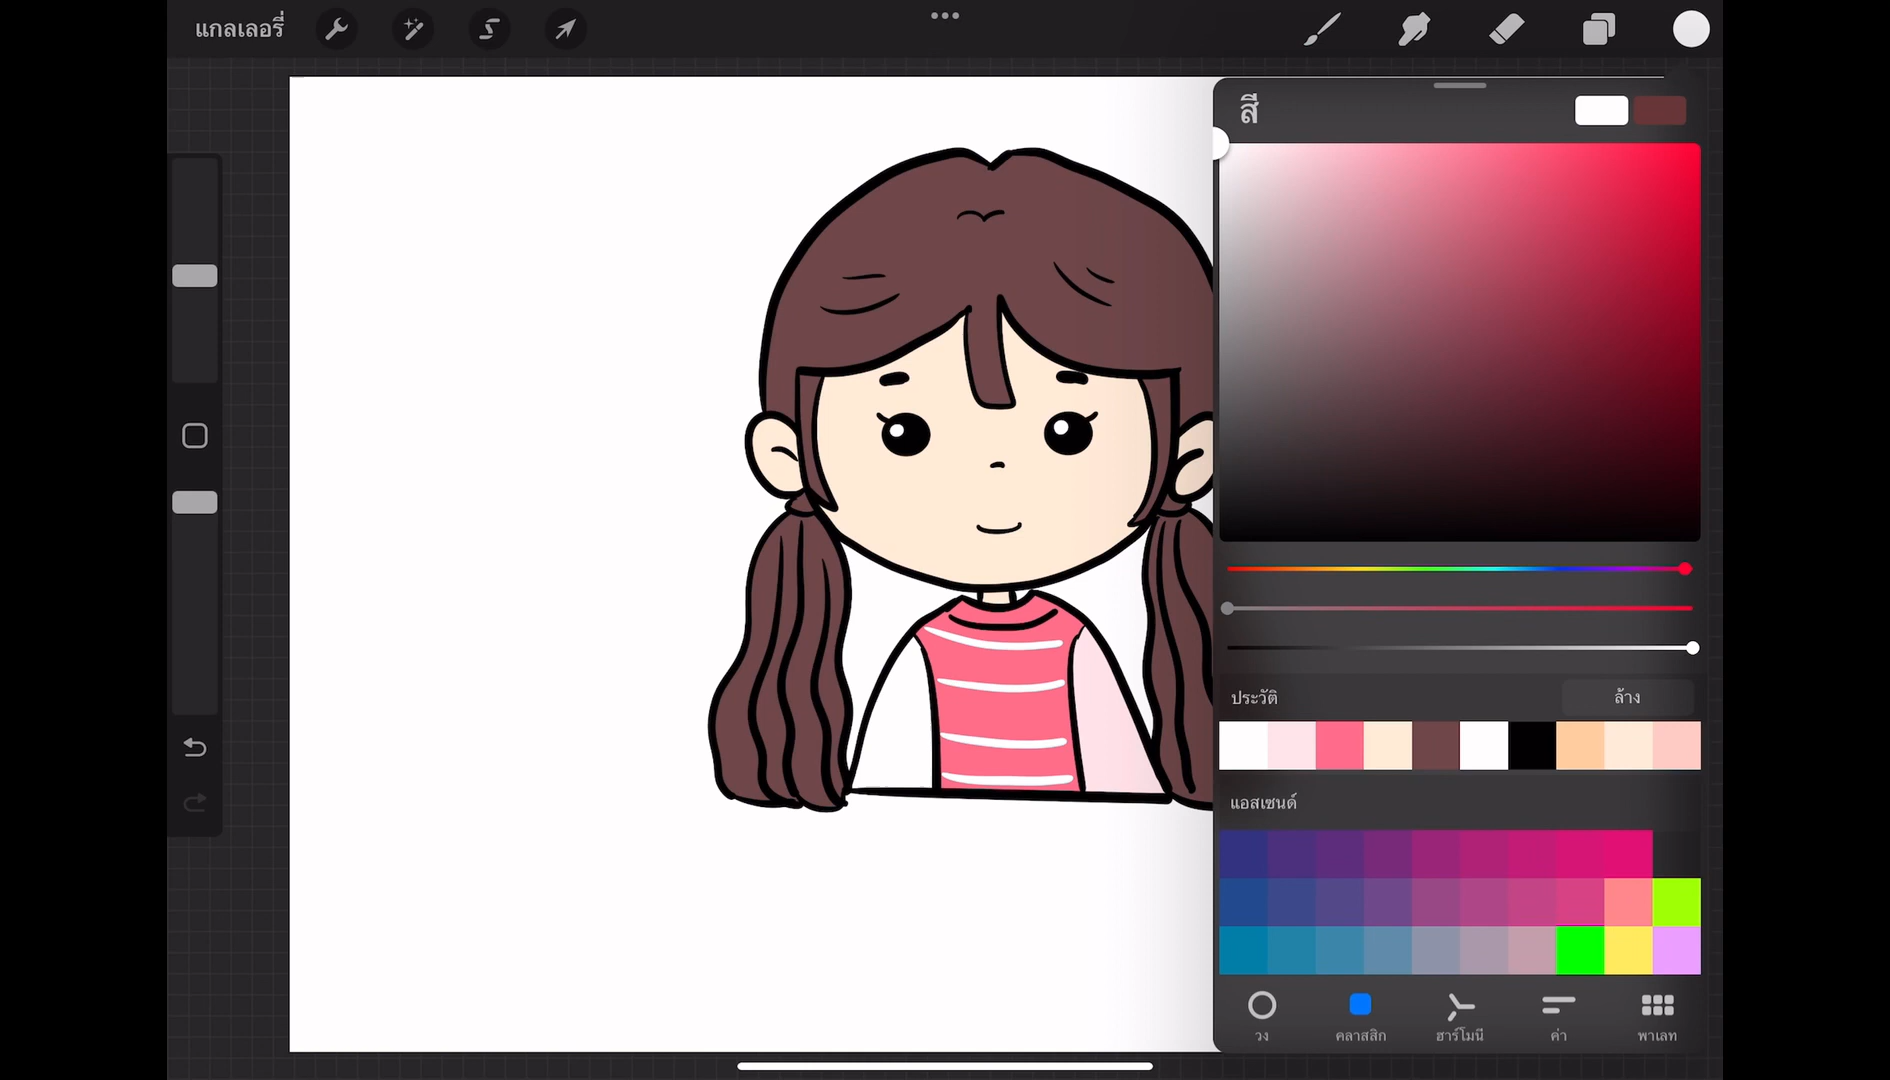 แกลเลอรี่
สี
ประวัติ
ล้าง
แอสเซนด์
วง
คลาสสิก
ฮาร์โมนี
ค่า
พาเลท